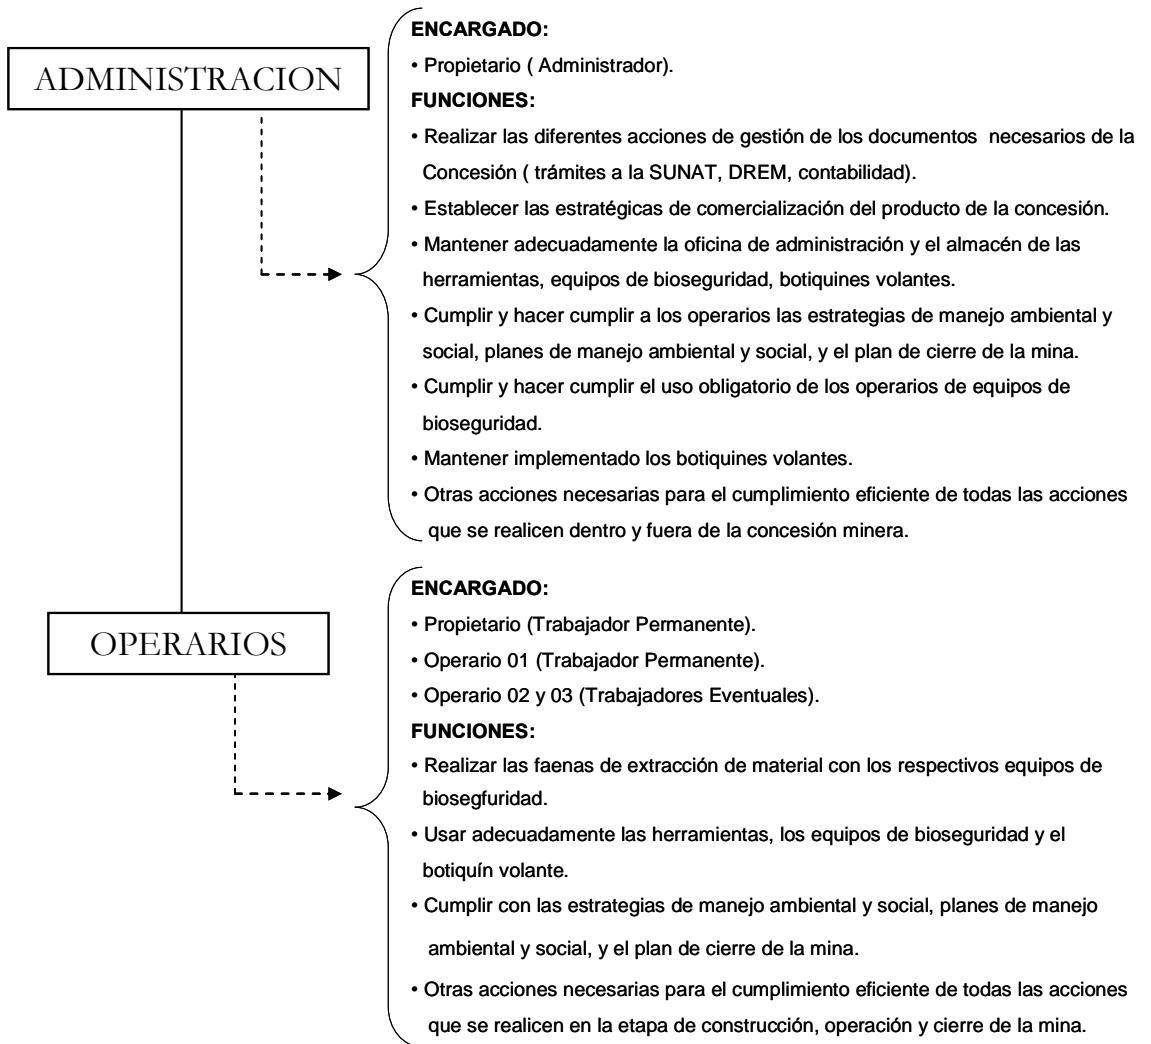 ADMINISTRACION
ENCARGADO:
• Propietario ( Administrador).
FUNCIONES:
• Realizar las diferentes acciones de gestión de los documentos necesarios de la
Concesión ( trámites a la SUNAT, DREM, contabilidad).
• Establecer las estratégicas de comercialización del producto de la concesión.
• Mantener adecuadamente la oficina de administración y el almacén de las
herramientas, equipos de bioseguridad, botiquines volantes.
• Cumplir y hacer cumplir a los operarios las estrategias de manejo ambiental y
social, planes de manejo ambiental y social, y el plan de cierre de la mina.
• Cumplir y hacer cumplir el uso obligatorio de los operarios de equipos de
bioseguridad.
• Mantener implementado los botiquines volantes.
• Otras acciones necesarias para el cumplimiento eficiente de todas las acciones
que se realicen dentro y fuera de la concesión minera.
OPERARIOS
ENCARGADO:
• Propietario (Trabajador Permanente).
• Operario 01 (Trabajador Permanente).
• Operario 02 y 03 (Trabajadores Eventuales).
FUNCIONES:
• Realizar las faenas de extracción de material con los respectivos equipos de
biosegfuridad.
• Usar adecuadamente las herramientas, los equipos de bioseguridad y el
botiquín volante.
• Cumplir con las estrategias de manejo ambiental y social, planes de manejo
ambiental y social, y el plan de cierre de la mina.
• Otras acciones necesarias para el cumplimiento eficiente de todas las acciones
que se realicen en la etapa de construcción, operación y cierre de la mina.